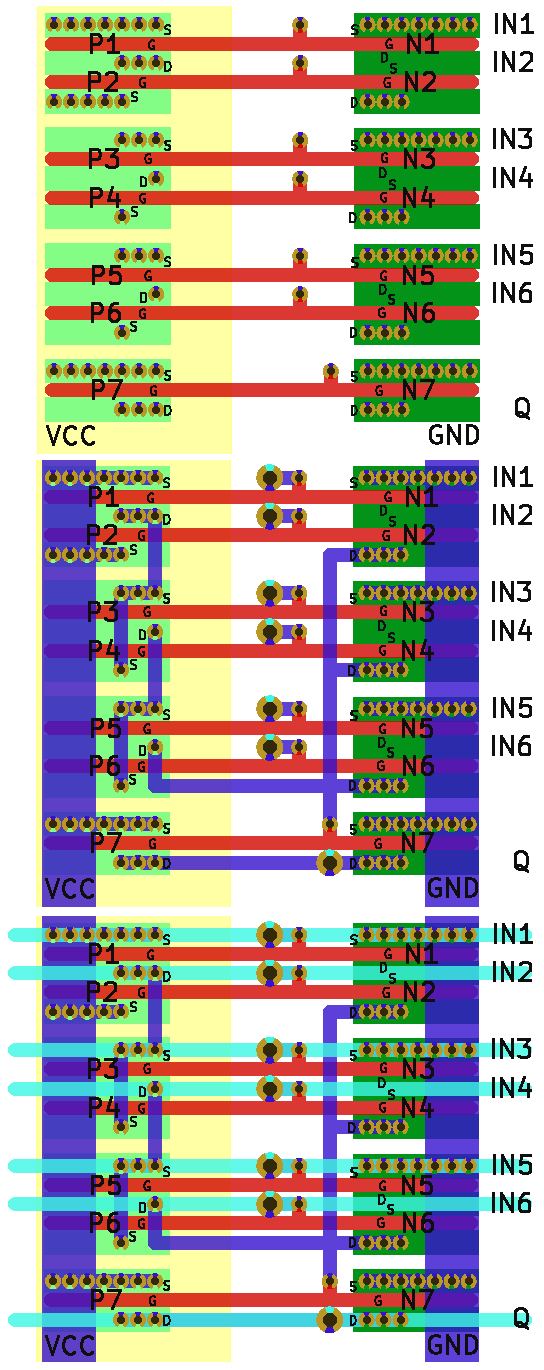 S S IN1
P1 G G N1
D D S IN2
P2 G G N2
S D
S S IN3
P3 G G N3
D D S IN4
P4 G G N4
S D
S S IN5
P5 G G N5
D D S IN6
P6 G G N6
S D
S S
P7 G G N7
D D Q
VCC GND
S S IN1
P1 G G N1
D D S IN2
P2 G G N2
S D
S S IN3
P3 G G N3
D D S IN4
P4 G G N4
S D
S S IN5
P5 G G N5
D D S IN6
P6 G G N6
S D
S S
P7 G G N7
D D Q
VCC GND
S S IN1
P1 G G N1
D D S IN2
P2 G G N2
S D
S S IN3
P3 G G N3
D D S IN4
P4 G G N4
S D
S S IN5
P5 G G N5
D D S IN6
P6 G G N6
S D
S S
P7 G G N7
D D Q
VCC GND